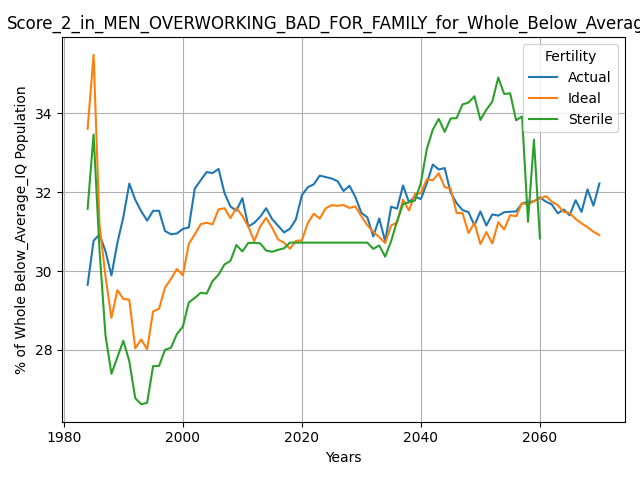 Score_2_in_MEN_OVERWORKING_BAD_FOR_FAMILY_for_Whole_Below_Averag
Fertility
Actual
Ideal
Sterile
% of Whole Below_Average_IQ Population
34
32
30
28
1980
2000
2020
2040
2060
Years